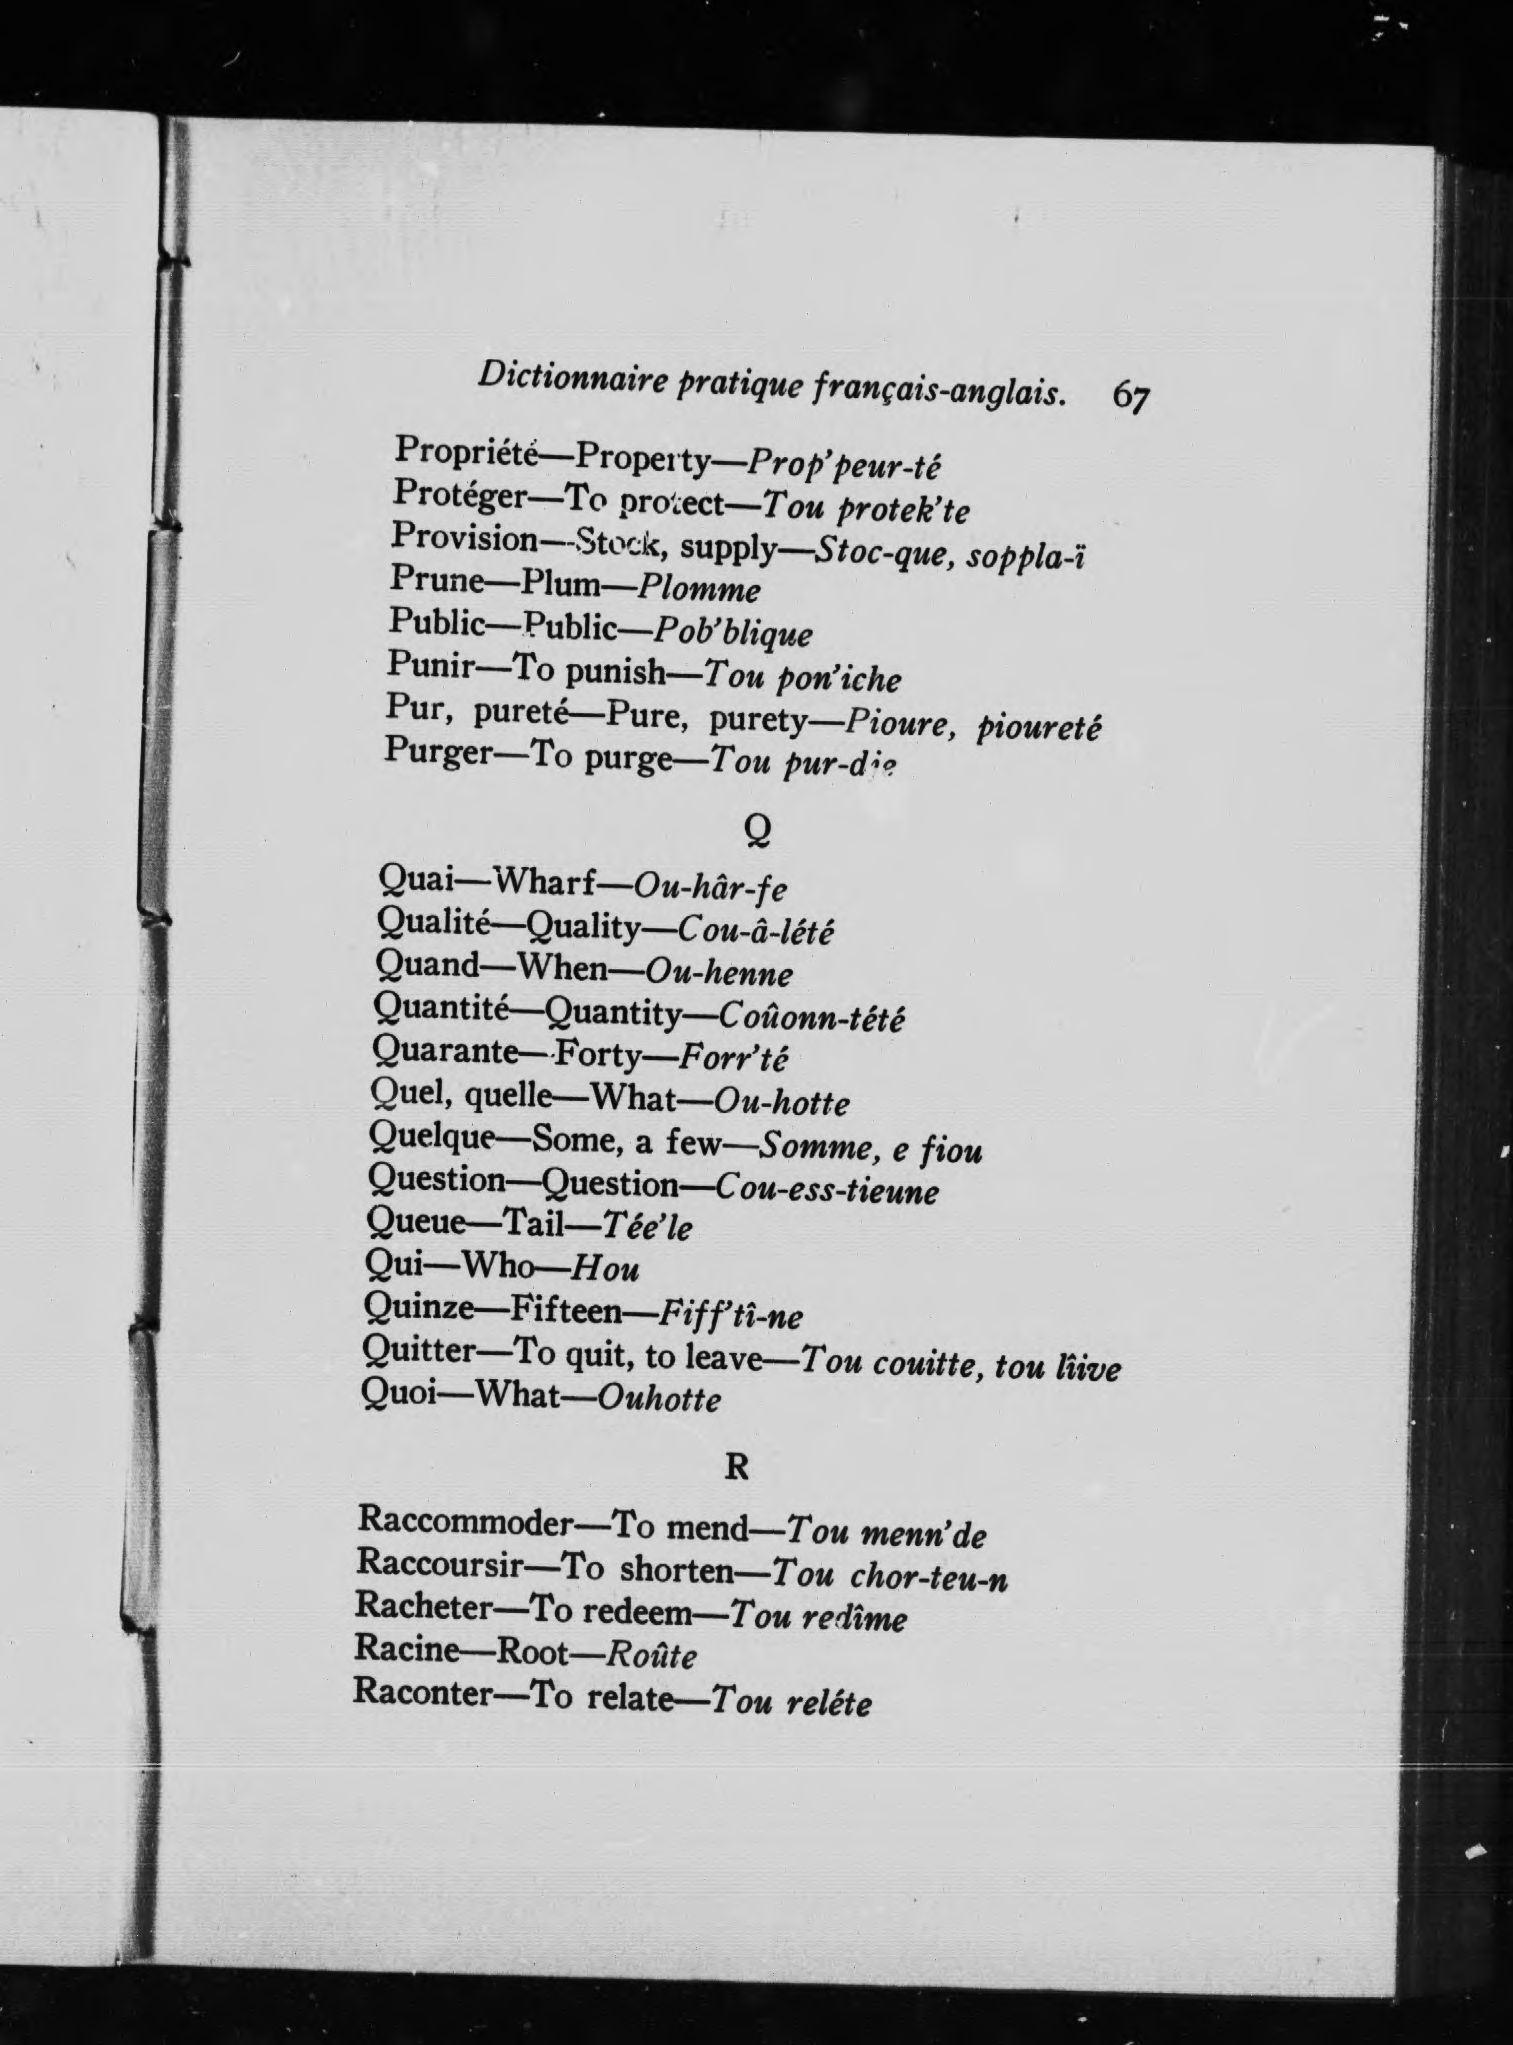 Dictionnaire pratique français-anglais. 67
Propriété—Property—Prop'peur-té
Protéger—To protect—Tou protek'te
Provision—Stock, supply—Stoc-que, soppla-ï
Prune—Plum—Plomme
Public—Public—Pob'blique
Punir—To punish—Tou pon'iche
Pur, pureté—Pure, purety—Pioure, pioureté
Purger—To purge—Tou
Q
Quai—Wharf—Ou-hâr-fe
Qualité—Quality—Cou-â-lété
Quand—When—Ou-henne
Quantité—Quantity—Coûonn-tété
Quarante—Forty—Forr'té
Quel, quelle—What—Ou-hotte
Quelque—Some, a few—Somme, e fiou
Question—Question—Cou-ess-tieune
Queue—Tail—Tée'le
Qui—Who—Hou
Quinze—Fifteen—Fiff'tî-ne
Quitter—To quit, to leave—Tou couitte, tou lîive
Quoi—What—Ouhotte
R
Raccommoder—To mend—Tou menn'de
Raccoursir—To shorten—Tou chor-teu-n
Racheter—To redeem—Tou redîme
Racine—Root—Roûte
Raconter—To relate—Tou reléte